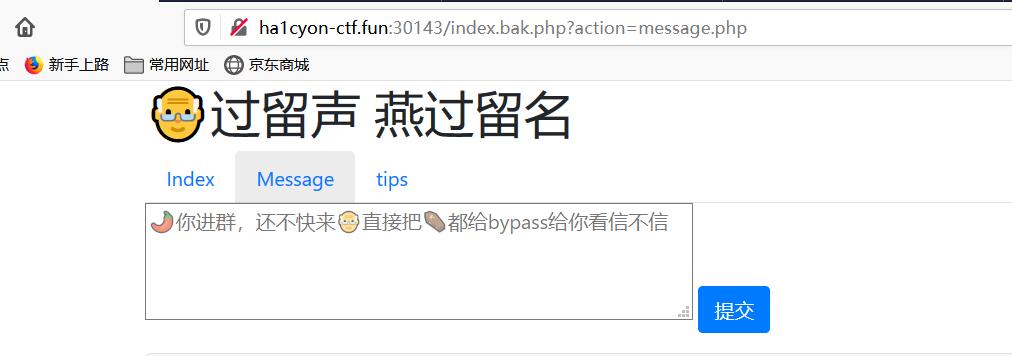 ha1cyon-ctf.fun:30143/index.bak.php?action=message.php
点 新手上路 常用网址 京东商城
👴过留声 燕过留名
Index Message tips
🌶你进群，还不快来👴直接把⚰都给bypass给你看信不信
提交